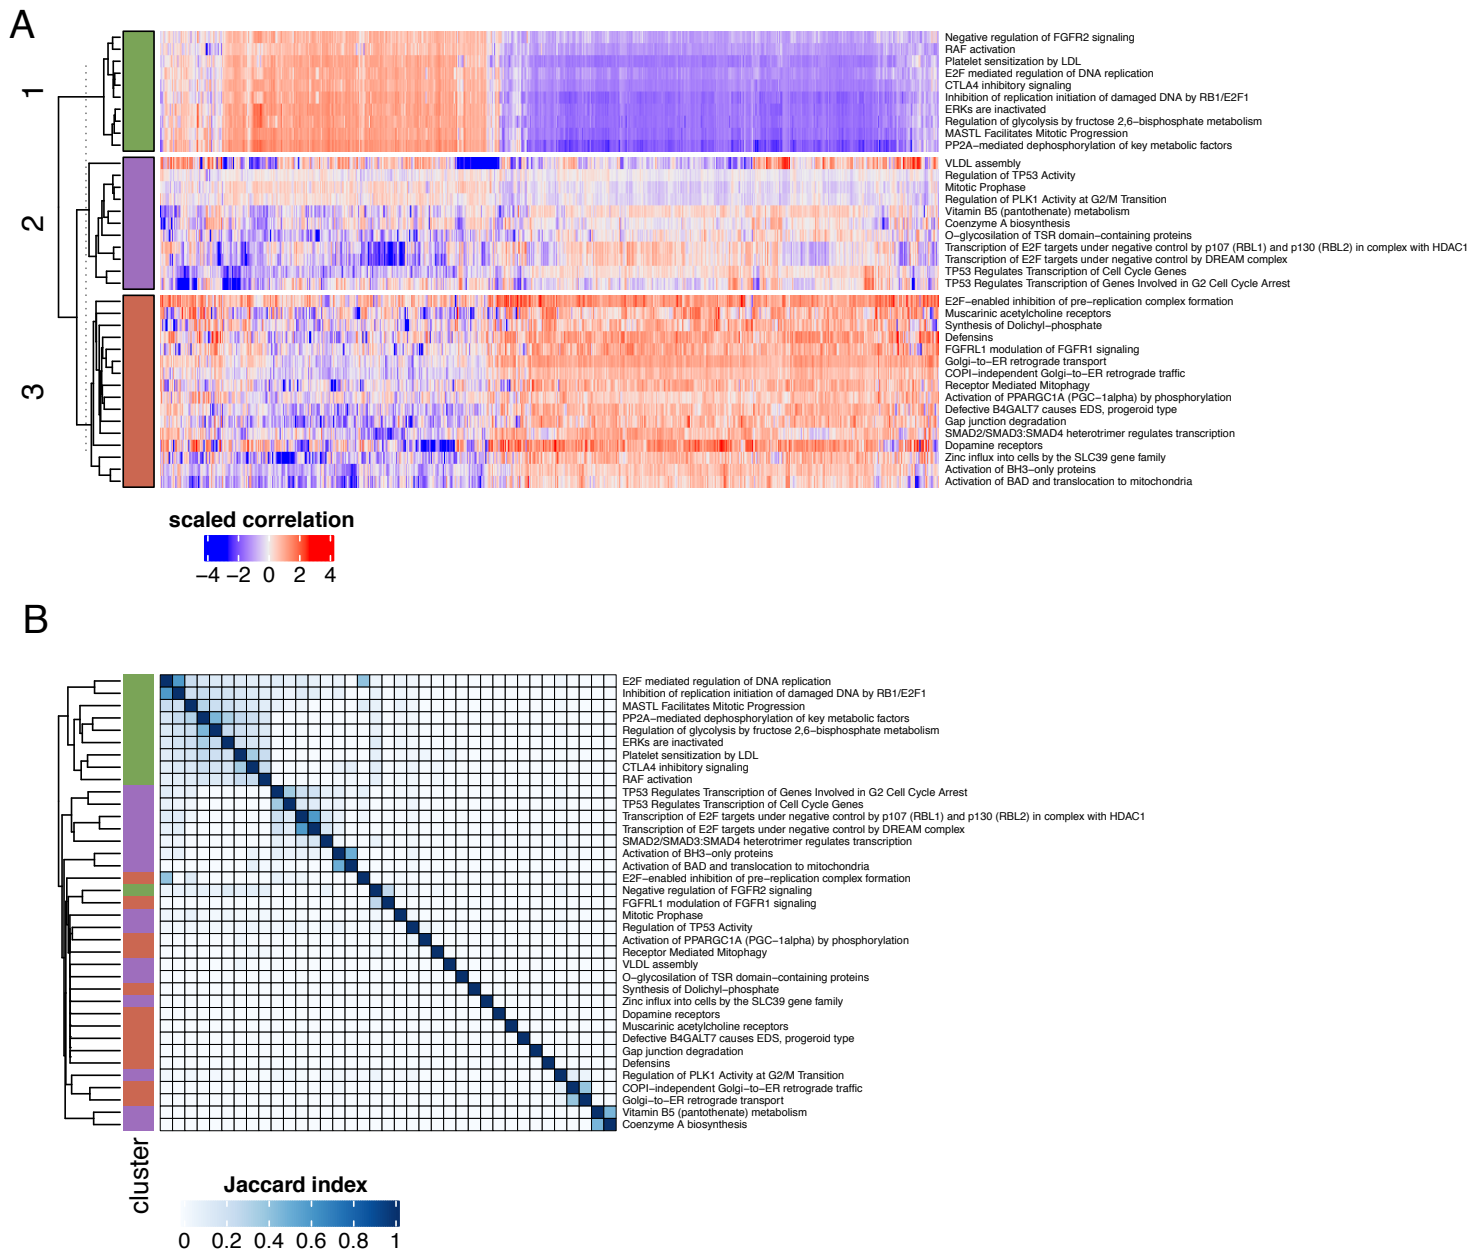 A
1
2
3
Negative regulation of FGFR2 signaling
RAF activation
Platelet sensitization by LDL
E2F mediated regulation of DNA replication
CTLA4 inhibitory signaling
Inhibition of replication initiation of damaged DNA by RB1/E2F1
ERKs are inactivated
Regulation of glycolysis by fructose 2,6−bisphosphate metabolism
MASTL Facilitates Mitotic Progression
PP2A−mediated dephosphorylation of key metabolic factors
VLDL assembly
Regulation of TP53 Activity
Mitotic Prophase
Regulation of PLK1 Activity at G2/M Transition
Vitamin B5 (pantothenate) metabolism
Coenzyme A biosynthesis
O−glycosilation of TSR domain−containing proteins
Transcription of E2F targets under negative control by p107 (RBL1) and p130 (RBL2) in complex with HDAC1
Transcription of E2F targets under negative control by DREAM complex
TP53 Regulates Transcription of Cell Cycle Genes
TP53 Regulates Transcription of Genes Involved in G2 Cell Cycle Arrest
E2F−enabled inhibition of pre−replication complex formation
Muscarinic acetylcholine receptors
Synthesis of Dolichyl−phosphate
Defensins
FGFRL1 modulation of FGFR1 signaling
Golgi−to−ER retrograde transport
COPI−independent Golgi−to−ER retrograde traffic
Receptor Mediated Mitophagy
Activation of PPARGC1A (PGC−1alpha) by phosphorylation
Defective B4GALT7 causes EDS, progeroid type
Gap junction degradation
SMAD2/SMAD3:SMAD4 heterotrimer regulates transcription
Dopamine receptors
Zinc influx into cells by the SLC39 gene family
Activation of BH3−only proteins
Activation of BAD and translocation to mitochondria
scaled correlation
−4 −2 0 2 4
B
E2F mediated regulation of DNA replication
Inhibition of replication initiation of damaged DNA by RB1/E2F1
MASTL Facilitates Mitotic Progression
PP2A−mediated dephosphorylation of key metabolic factors
Regulation of glycolysis by fructose 2,6−bisphosphate metabolism
ERKs are inactivated
Platelet sensitization by LDL
CTLA4 inhibitory signaling
RAF activation
TP53 Regulates Transcription of Genes Involved in G2 Cell Cycle Arrest
TP53 Regulates Transcription of Cell Cycle Genes
Transcription of E2F targets under negative control by p107 (RBL1) and p130 (RBL2) in complex with HDAC1
Transcription of E2F targets under negative control by DREAM complex
SMAD2/SMAD3:SMAD4 heterotrimer regulates transcription
Activation of BH3−only proteins
Activation of BAD and translocation to mitochondria
E2F−enabled inhibition of pre−replication complex formation
Negative regulation of FGFR2 signaling
FGFRL1 modulation of FGFR1 signaling
Mitotic Prophase
Regulation of TP53 Activity
Activation of PPARGC1A (PGC−1alpha) by phosphorylation
Receptor Mediated Mitophagy
VLDL assembly
O−glycosilation of TSR domain−containing proteins
Synthesis of Dolichyl−phosphate
Zinc influx into cells by the SLC39 gene family
Dopamine receptors
Muscarinic acetylcholine receptors
Defective B4GALT7 causes EDS, progeroid type
Gap junction degradation
Defensins
Regulation of PLK1 Activity at G2/M Transition
COPI−independent Golgi−to−ER retrograde traffic
Golgi−to−ER retrograde transport
Vitamin B5 (pantothenate) metabolism
Coenzyme A biosynthesis
cluster
Jaccard index
0 0.2 0.4 0.6 0.8 1